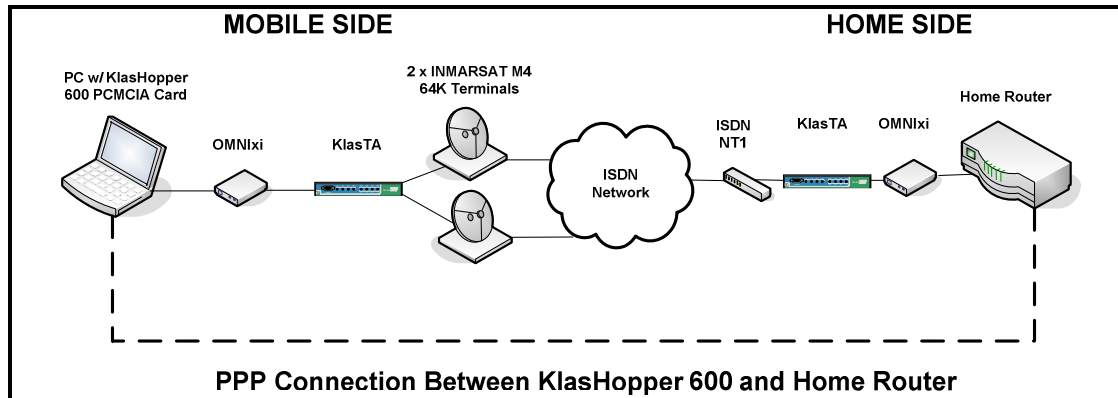 MOBILE SIDE
HOME SIDE
PC w/ KlasHopper
600 PCMCIA Card
OMNIxi
KlasTA
2 x INMARSAT M4
64K Terminals
ISDN
Network
ISDN
NT1
KlasTA
OMNIxi
Home Router
PPP Connection Between KlasHopper 600 and Home Router